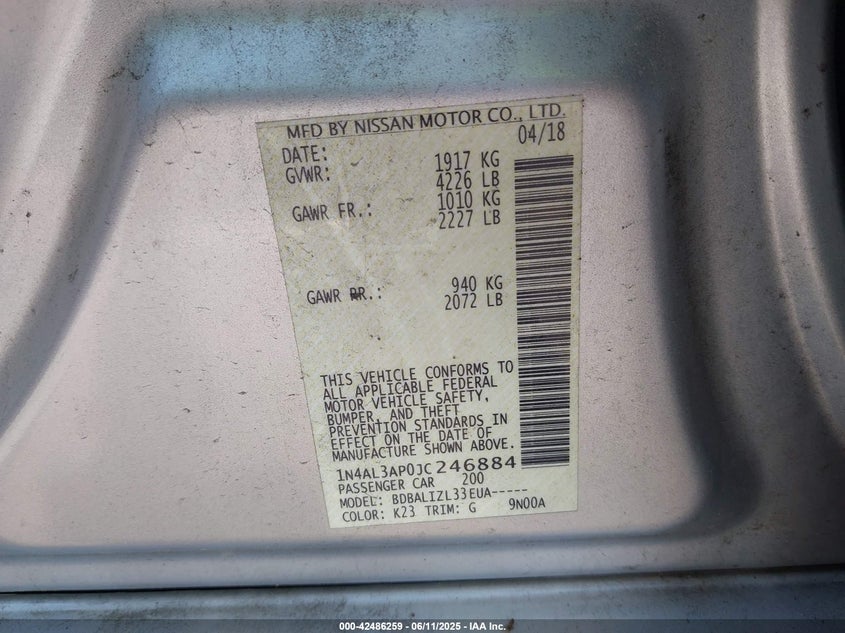 MFD BY NISSAN MOTOR CO., LTD.
DATE: 04/18
GVWR: 1917 KG
4226 LB
GAWR FR.: 1010 KG
2227 LB
GAWR RR.: 940 KG
2072 LB
THIS VEHICLE CONFORMS TO
ALL APPLICABLE FEDERAL
MOTOR VEHICLE SAFETY,
BUMPER, AND THEFT
PREVENTION STANDARDS IN
EFFECT ON THE DATE OF
MANUFACTURE SHOWN ABOVE.
1N4AL3AP0JC246884
PASSENGER CAR 200
MODEL: BDBALIZL33EUA-----
COLOR: K23 TRIM: G 9N00A
000-42486259 - 06/11/2025 - IAA Inc.